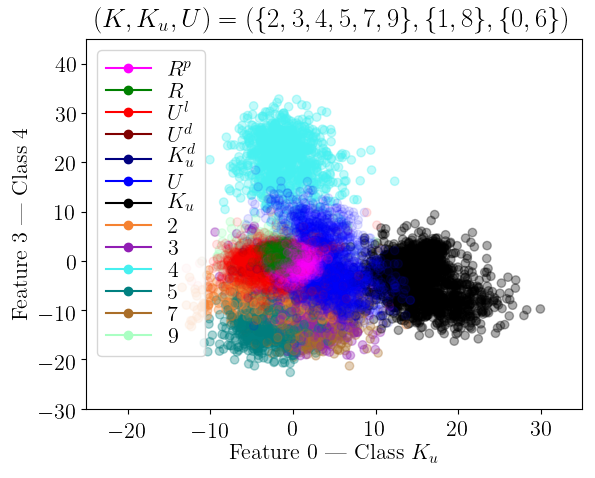 (K, K_u, U) = ({2, 3, 4, 5, 7, 9}, {1, 8}, {0, 6})
Feature 3 — Class 4
40
30
20
10
0
−10
−20
−30
R^p
R
U^l
U^d
K_u^d
U
K_u
2
3
4
5
7
9
−20 −10 0 10 20 30
Feature 0 — Class K_u